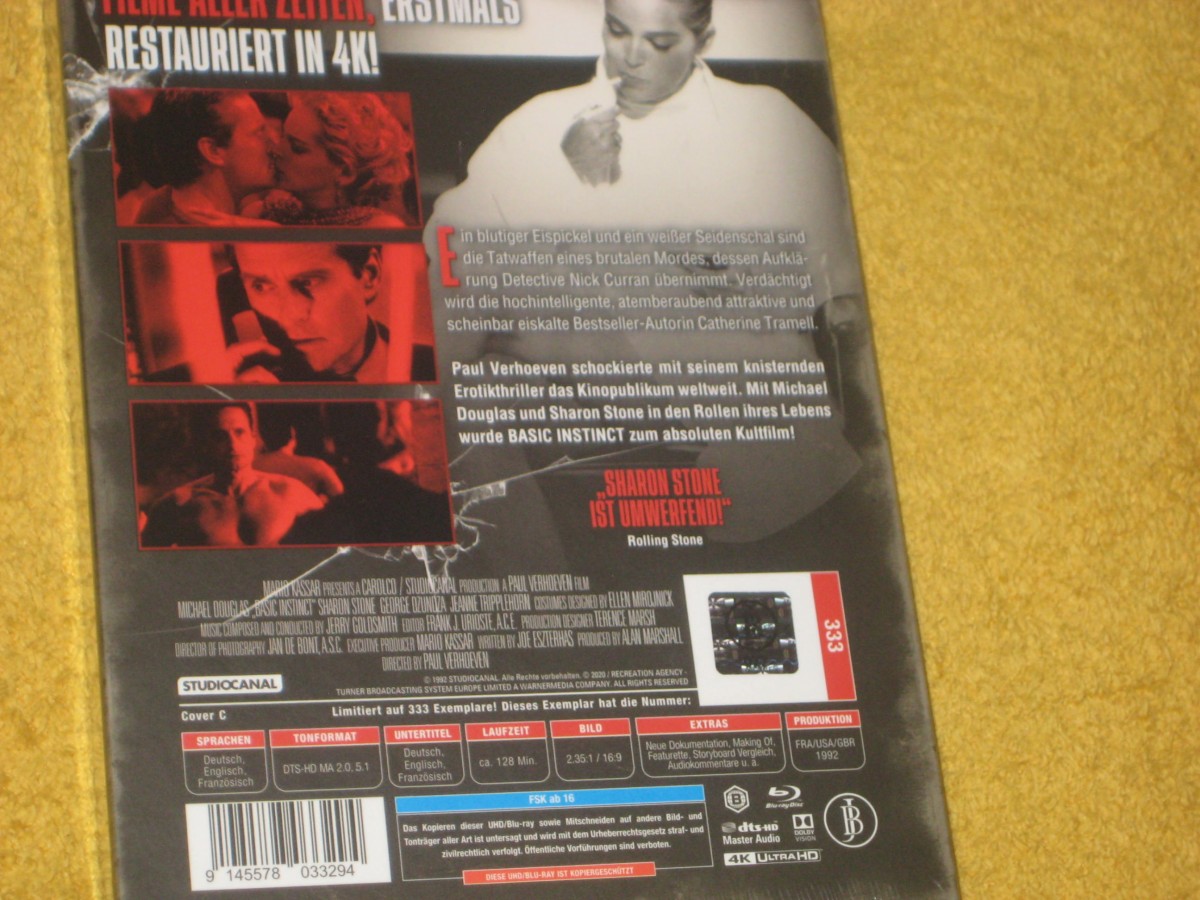 FILME ALLER ZEITEN, ERSTMALS
RESTAURIERT IN 4K!
Ein blutiger Eispickel und ein weißer Seidenschal sind
die Tatwaffen eines brutalen Mordes, dessen Aufklä-
rung Detective Nick Curran übernimmt. Verdächtigt
wird die hochintelligente, atemberaubend attraktive und
scheinbar eiskalte Bestseller-Autorin Catherine Tramell.
Paul Verhoeven schockierte mit seinem knisternden
Erotikthriller das Kinopublikum weltweit. Mit Michael
Douglas und Sharon Stone in den Rollen ihres Lebens
wurde BASIC INSTINCT zum absoluten Kultfilm!
„SHARON STONE
IST UMWERFEND!“
Rolling Stone
MARIO KASSAR PRESENTS A CAROLCO / STUDIOCANAL PRODUCTION A PAUL VERHOEVEN FILM
MICHAEL DOUGLAS „BASIC INSTINCT“ SHARON STONE GEORGE DZUNDZA JEANNE TRIPPLEHORN COSTUMES DESIGNED BY ELLEN MIROJNICK
MUSIC COMPOSED AND CONDUCTED BY JERRY GOLDSMITH EDITOR FRANK J. URIOSTE, A.C.E. PRODUCTION DESIGNER TERENCE MARSH
DIRECTOR OF PHOTOGRAPHY JAN DE BONT, A.S.C. EXECUTIVE PRODUCER MARIO KASSAR WRITTEN BY JOE ESZTERHAS PRODUCED BY ALAN MARSHALL
DIRECTED BY PAUL VERHOEVEN
STUDIOCANAL
© 1992 STUDIOCANAL. Alle Rechte vorbehalten. © 2020 / RECREATION AGENCY -
TURNER BROADCASTING SYSTEM EUROPE LIMITED A WARNERMEDIA COMPANY. ALL RIGHTS RESERVED
333
Cover C
Limitiert auf 333 Exemplare! Dieses Exemplar hat die Nummer:
SPRACHEN
Deutsch,
Englisch,
Französisch
TONFORMAT
DTS-HD MA 2.0, 5.1
UNTERTITEL
Deutsch,
Englisch,
Französisch
LAUFZEIT
ca. 128 Min.
BILD
2.35:1 / 16:9
EXTRAS
Neue Dokumentation, Making Of,
Featurette, Storyboard Vergleich,
Audiokommentare u. a.
PRODUKTION
FRA/USA/GBR
1992
9 145578 033294
FSK ab 16
Das Kopieren dieser UHD/Blu-ray sowie Mitschneiden auf andere Bild- und
Tonträger aller Art ist untersagt und wird mit dem Urheberrechtsgesetz straf- und
zivilrechtlich verfolgt. Öffentliche Vorführungen sind verboten.
DIESE UHD/BLU-RAY IST KOPIERGESCHÜTZT
B
Blu-ray Disc
dts-HD
Master Audio
DOLBY
VISION
4K ULTRA HD
JB